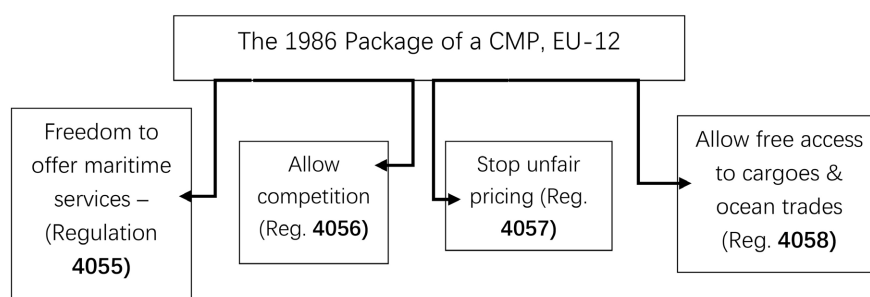 The 1986 Package of a CMP, EU-12
Freedom to
offer maritime
services –
(Regulation
4055)
Allow
competition
(Reg. 4056)
Stop unfair
pricing (Reg.
4057)
Allow free access
to cargoes &
ocean trades
(Reg. 4058)